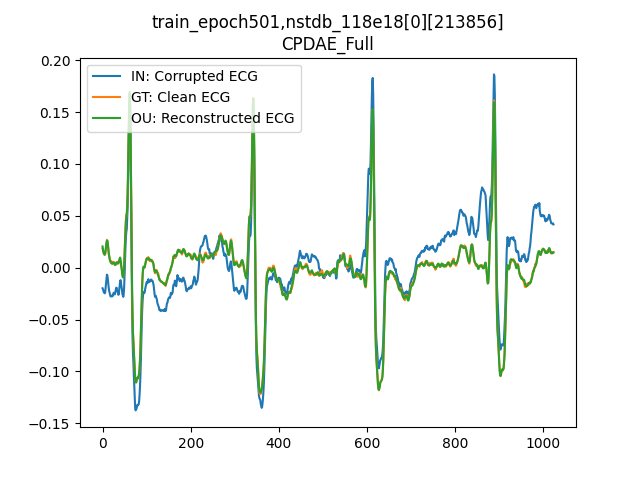 train_epoch501,nstdb_118e18[0][213856]
CPDAE_Full
0.20
0.15
0.10
0.05
0.00
−0.05
−0.10
−0.15
IN: Corrupted ECG
GT: Clean ECG
OU: Reconstructed ECG
0 200 400 600 800 1000